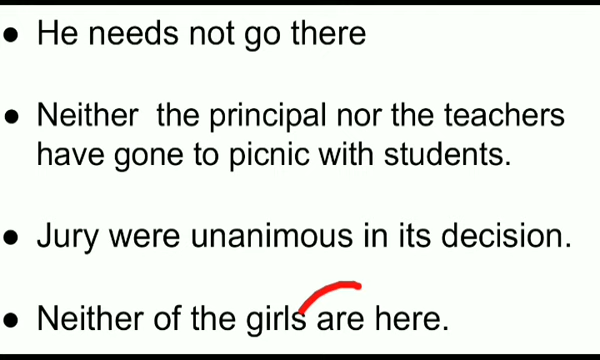 ● He needs not go there
● Neither the principal nor the teachers
have gone to picnic with students.
● Jury were unanimous in its decision.
● Neither of the girls are here.